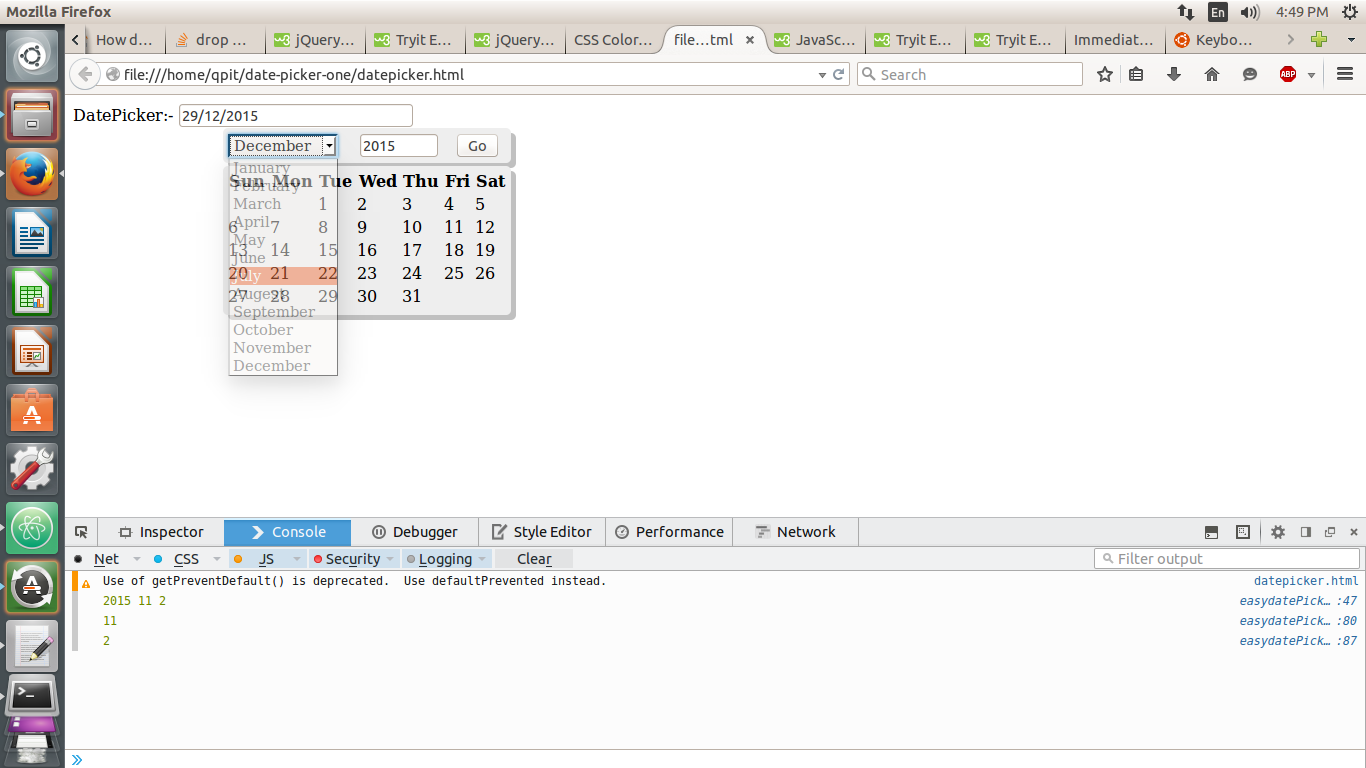 Mozilla Firefox En 4:49 PM
How d... drop ... jQuery... Tryit E... jQuery... CSS Color... file...tml × JavaSc... Tryit E... Tryit E... Immediat... Keybo...
file:///home/qpit/date-picker-one/datepicker.html Search ABP
DatePicker:- 29/12/2015
December 2015 Go
January
Sun Mon Tue Wed Thu Fri Sat
February
March 1 2 3 4 5
April
6 7 8 9 10 11 12
May
13 14 15 16 17 18 19
June
20 21 22 23 24 25 26
July
Augest
27 28 29 30 31
September
October
November
December
Inspector Console Debugger Style Editor Performance Network
Net CSS JS Security Logging Clear Filter output
Use of getPreventDefault() is deprecated.  Use defaultPrevented instead. datepicker.html
2015 11 2 easydatePick… :47
11 easydatePick… :80
2 easydatePick… :87